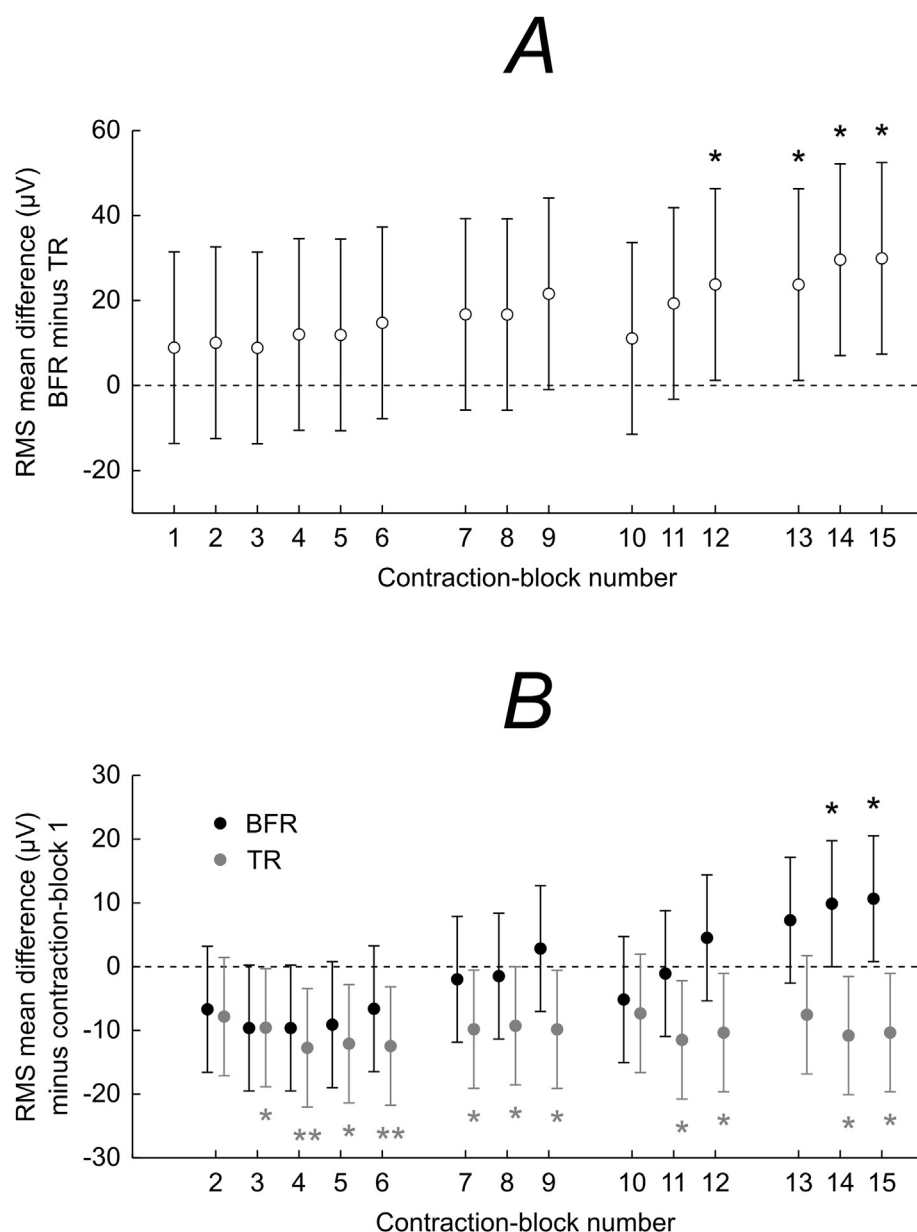 A
RMS mean difference (µV)
BFR minus TR
60
40
20
0
-20
* * * *
1 2 3 4 5 6 7 8 9 10 11 12 13 14 15
Contraction-block number
B
RMS mean difference (µV)
minus contraction-block 1
30
20
10
0
-10
-20
-30
BFR
TR
* *
* ** * ** * * * * * * *
2 3 4 5 6 7 8 9 10 11 12 13 14 15
Contraction-block number